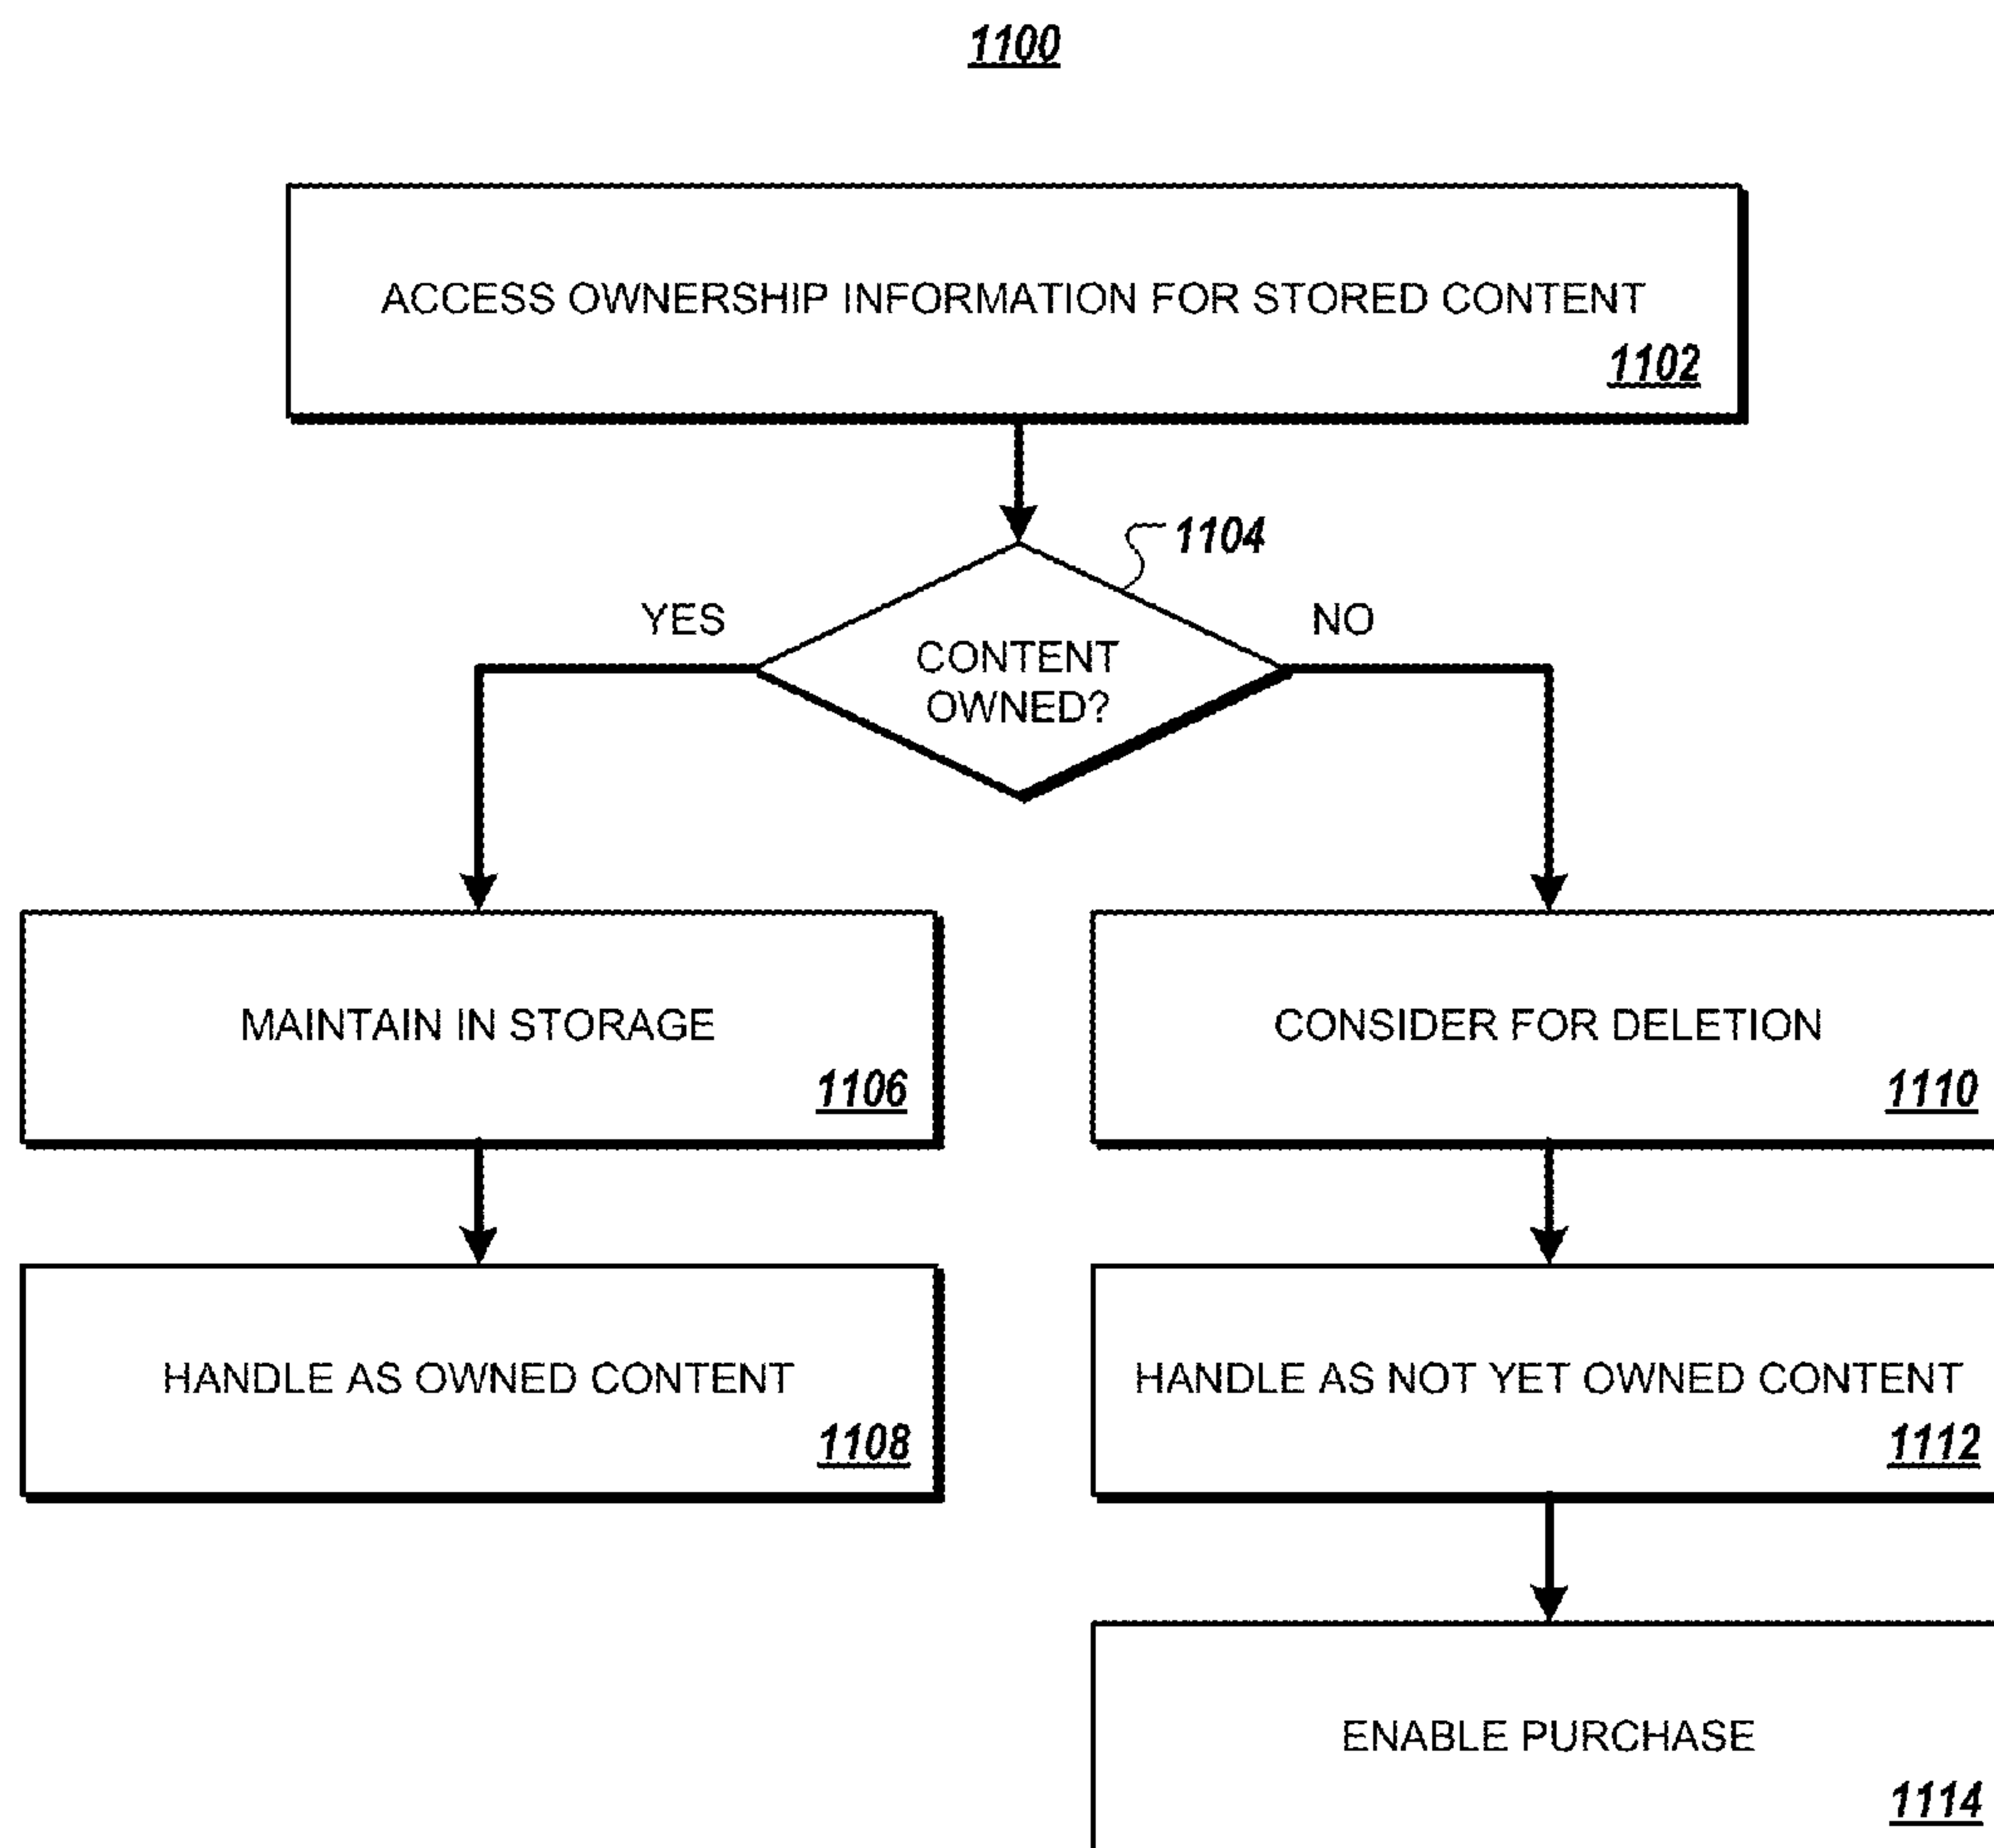 1100
ACCESS OWNERSHIP INFORMATION FOR STORED CONTENT
1102
1104
YES
NO
CONTENT
OWNED?
MAINTAIN IN STORAGE
1106
CONSIDER FOR DELETION
1110
HANDLE AS OWNED CONTENT
1108
HANDLE AS NOT YET OWNED CONTENT
1112
ENABLE PURCHASE
1114